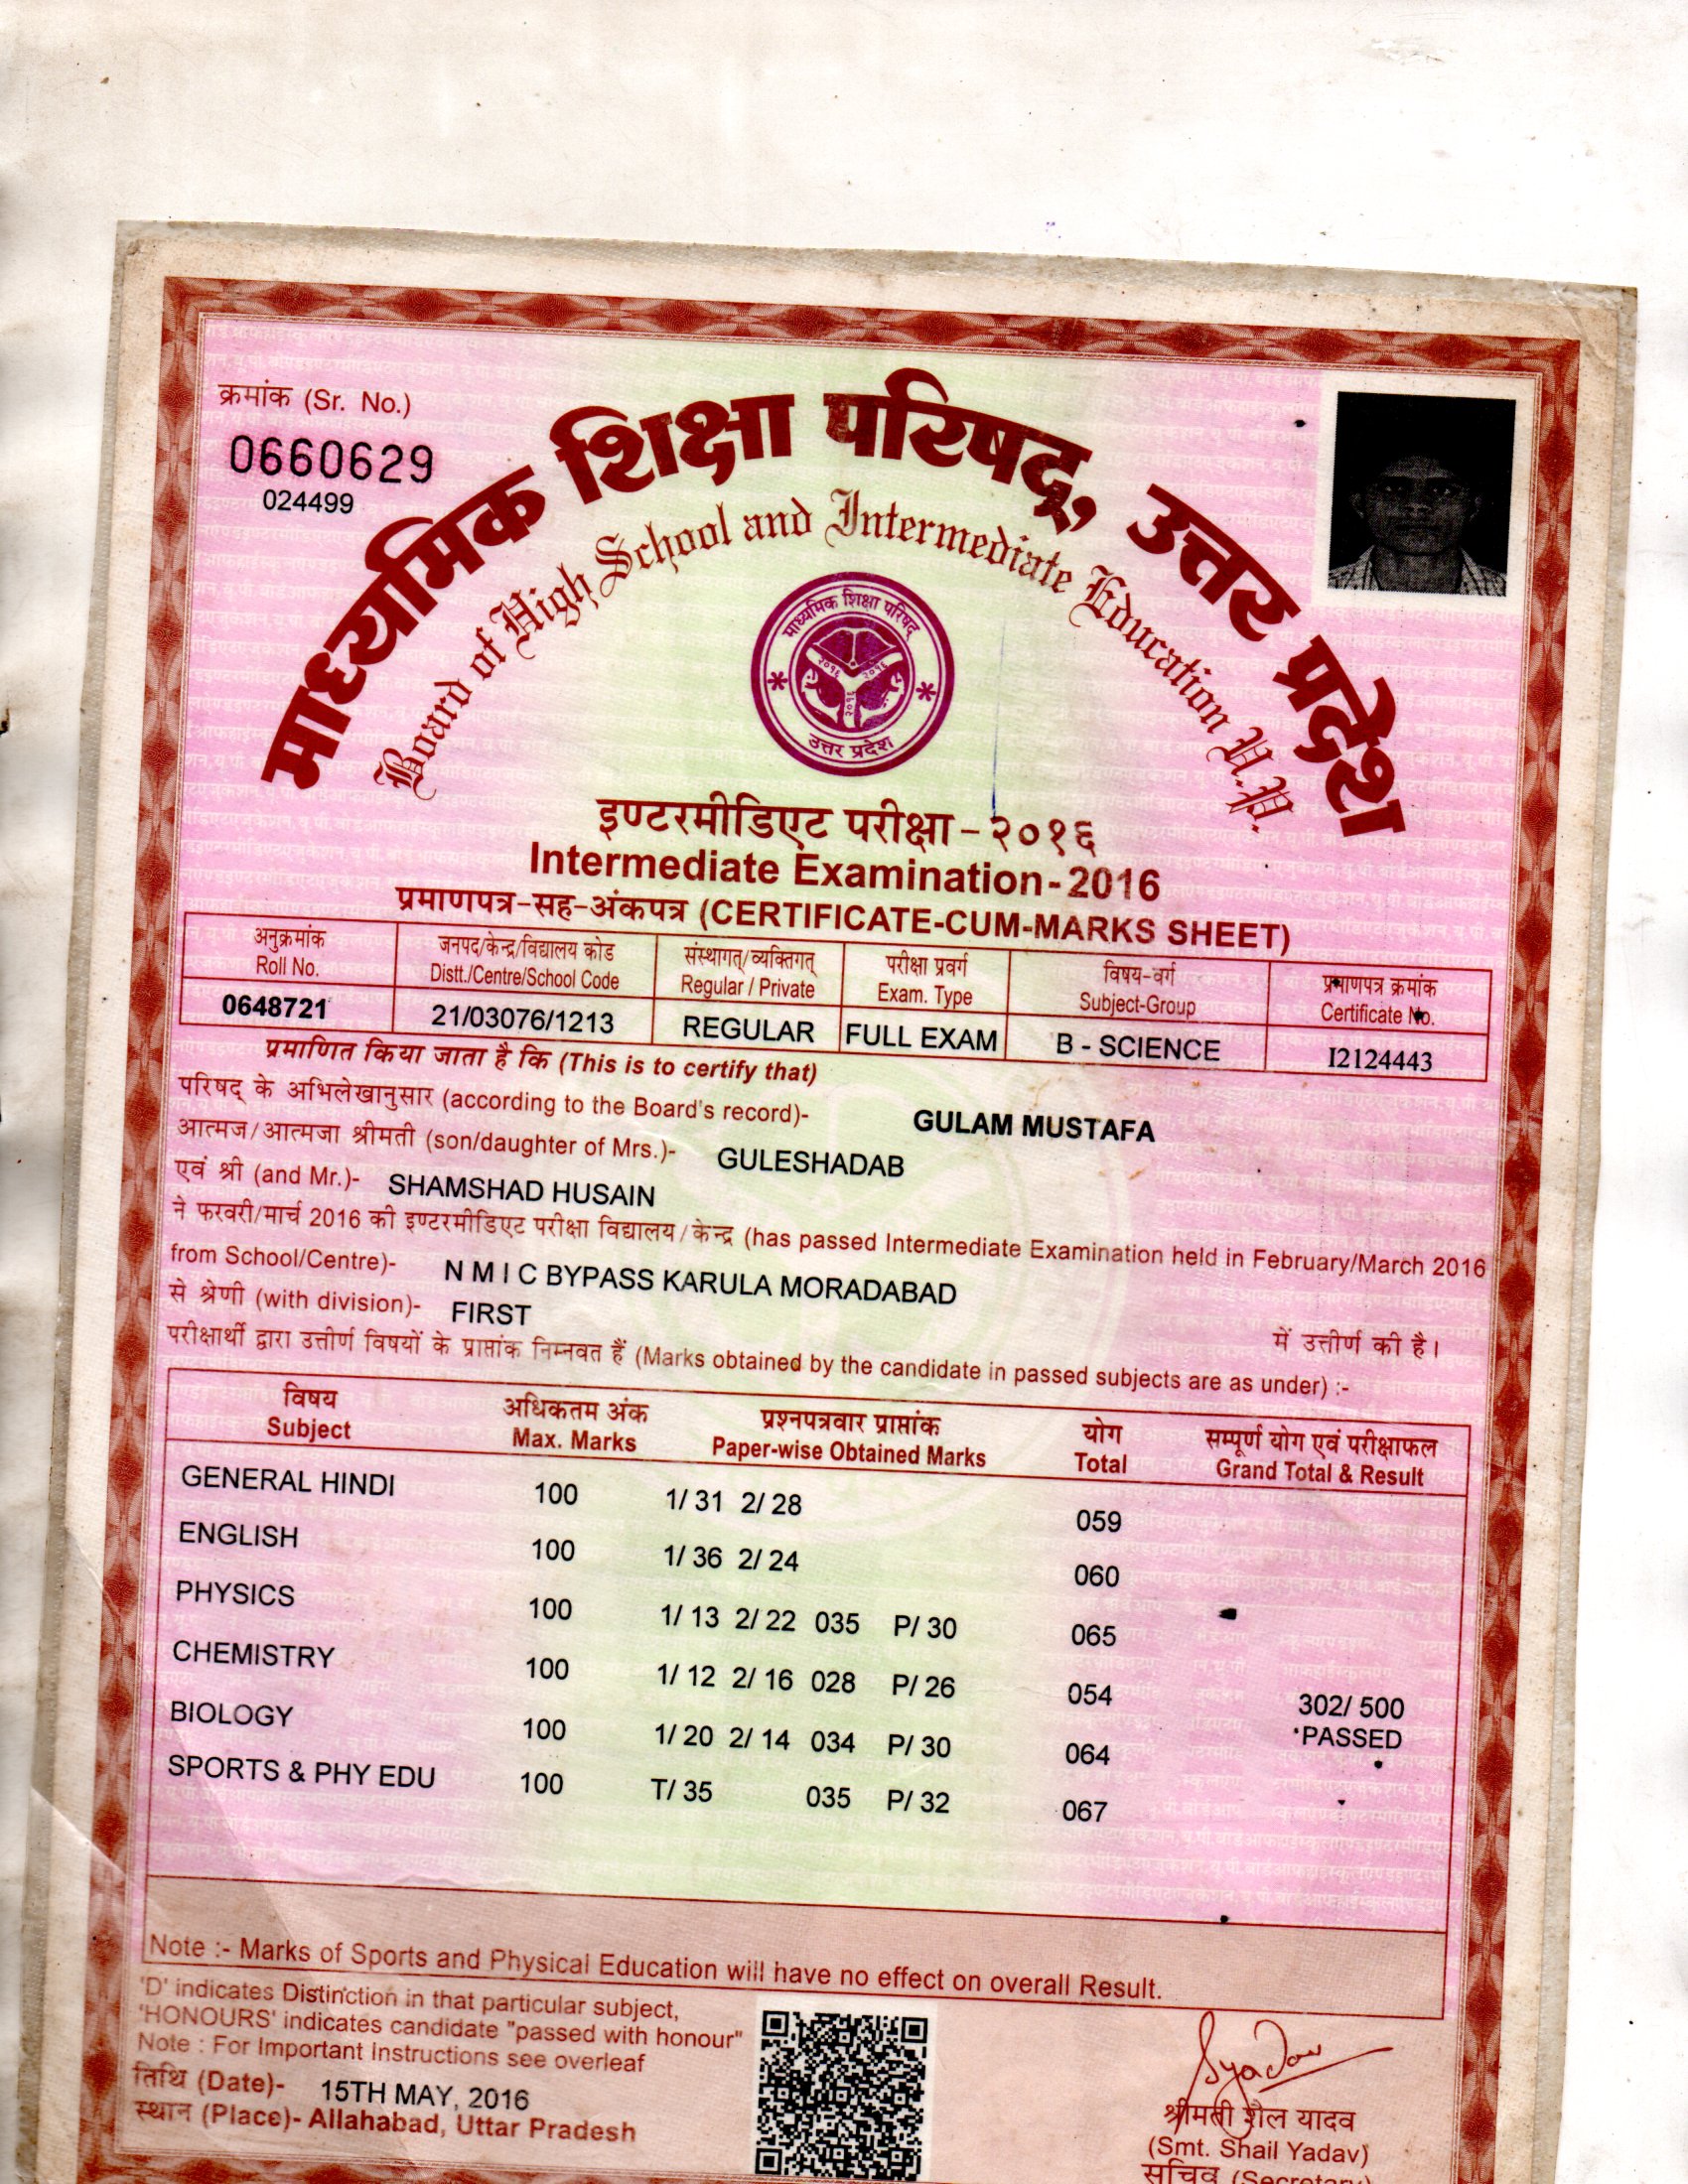 क्रमांक (Sr. No.)
0660629
024499
माध्यमिक शिक्षा परिषद्, उत्तर प्रदेश
Board of High School and Intermediate Education U.P.
माध्यमिक शिक्षा परिषद
२०१६ २०१६
२०१६
उत्तर प्रदेश
इण्टरमीडिएट परीक्षा-२०१६
Intermediate Examination-2016
प्रमाणपत्र-सह-अंकपत्र (CERTIFICATE-CUM-MARKS SHEET)
अनुक्रमांक जनपद/केन्द्र/विद्यालय कोड संस्थागत्/व्यक्तिगत् परीक्षा प्रवर्ग विषय-वर्ग प्रमाणपत्र क्रमांक
Roll No. Distt./Centre/School Code Regular / Private Exam. Type Subject-Group Certificate No.
0648721 21/03076/1213 REGULAR FULL EXAM B - SCIENCE I2124443
प्रमाणित किया जाता है कि (This is to certify that)
परिषद् के अभिलेखानुसार (according to the Board's record)- GULAM MUSTAFA
आत्मज/आत्मजा श्रीमती (son/daughter of Mrs.)- GULESHADAB
एवं श्री (and Mr.)- SHAMSHAD HUSAIN
ने फरवरी/मार्च 2016 की इण्टरमीडिएट परीक्षा विद्यालय/केन्द्र (has passed Intermediate Examination held in February/March 2016
from School/Centre)- N M I C BYPASS KARULA MORADABAD
से श्रेणी (with division)- FIRST में उत्तीर्ण की है।
परीक्षार्थी द्वारा उत्तीर्ण विषयों के प्राप्तांक निम्नवत हैं (Marks obtained by the candidate in passed subjects are as under) :-
विषय अधिकतम अंक प्रश्नपत्रवार प्राप्तांक योग सम्पूर्ण योग एवं परीक्षाफल
Subject Max. Marks Paper-wise Obtained Marks Total Grand Total & Result
GENERAL HINDI 100 1/ 31 2/ 28 059
ENGLISH 100 1/ 36 2/ 24 060
PHYSICS 100 1/ 13 2/ 22 035 P/ 30 065
CHEMISTRY 100 1/ 12 2/ 16 028 P/ 26 054 302/ 500
BIOLOGY 100 1/ 20 2/ 14 034 P/ 30 064 PASSED
SPORTS & PHY EDU 100 T/ 35 035 P/ 32 067
Note :- Marks of Sports and Physical Education will have no effect on overall Result.
'D' indicates Distinction in that particular subject,
'HONOURS' indicates candidate "passed with honour"
Note : For Important Instructions see overleaf
तिथि (Date)- 15TH MAY, 2016
स्थान (Place)- Allahabad, Uttar Pradesh
Syadav
श्रीमती शैल यादव
(Smt. Shail Yadav)
सचिव (Secretary)